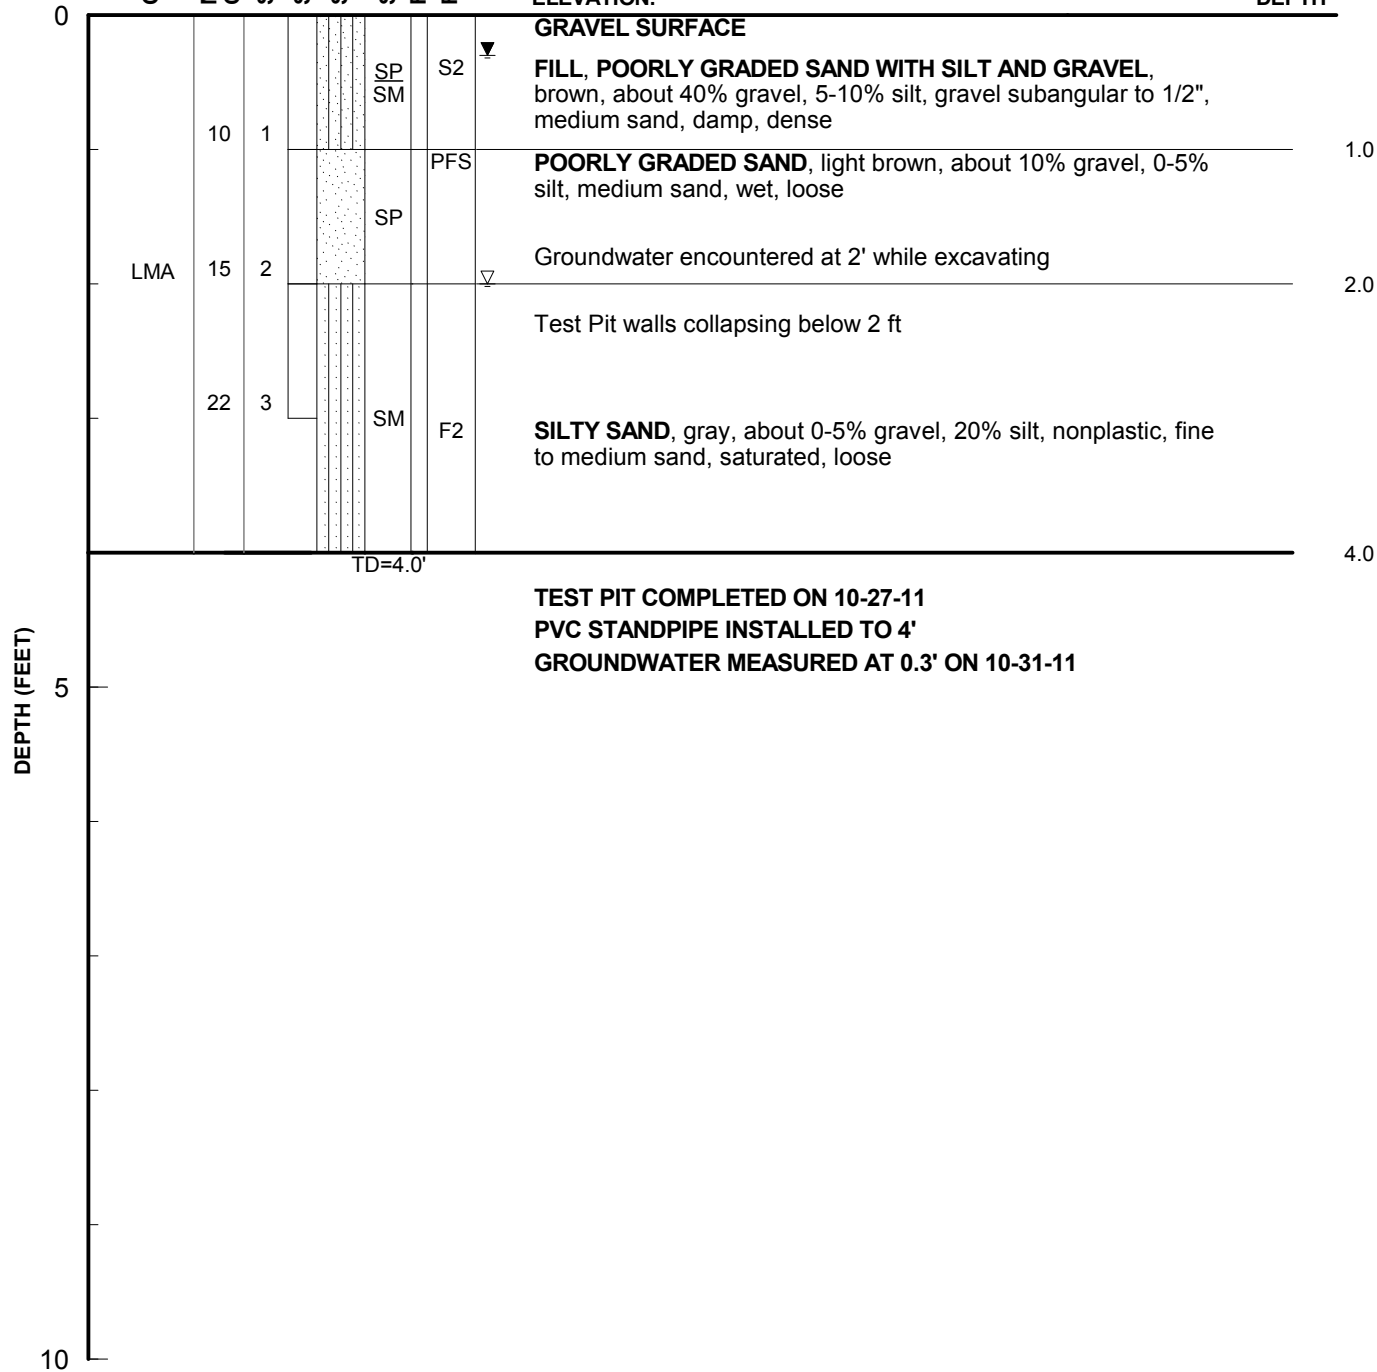 0
GRAVEL SURFACE
SP
SM
S2
FILL, POORLY GRADED SAND WITH SILT AND GRAVEL,
brown, about 40% gravel, 5-10% silt, gravel subangular to 1/2",
medium sand, damp, dense
10 1
1.0
PFS
POORLY GRADED SAND, light brown, about 10% gravel, 0-5%
silt, medium sand, wet, loose
SP
Groundwater encountered at 2' while excavating
LMA 15 2
2.0
Test Pit walls collapsing below 2 ft
22 3
SM
F2
SILTY SAND, gray, about 0-5% gravel, 20% silt, nonplastic, fine
to medium sand, saturated, loose
4.0
TD=4.0'
TEST PIT COMPLETED ON 10-27-11
PVC STANDPIPE INSTALLED TO 4'
GROUNDWATER MEASURED AT 0.3' ON 10-31-11
DEPTH (FEET)
5
10